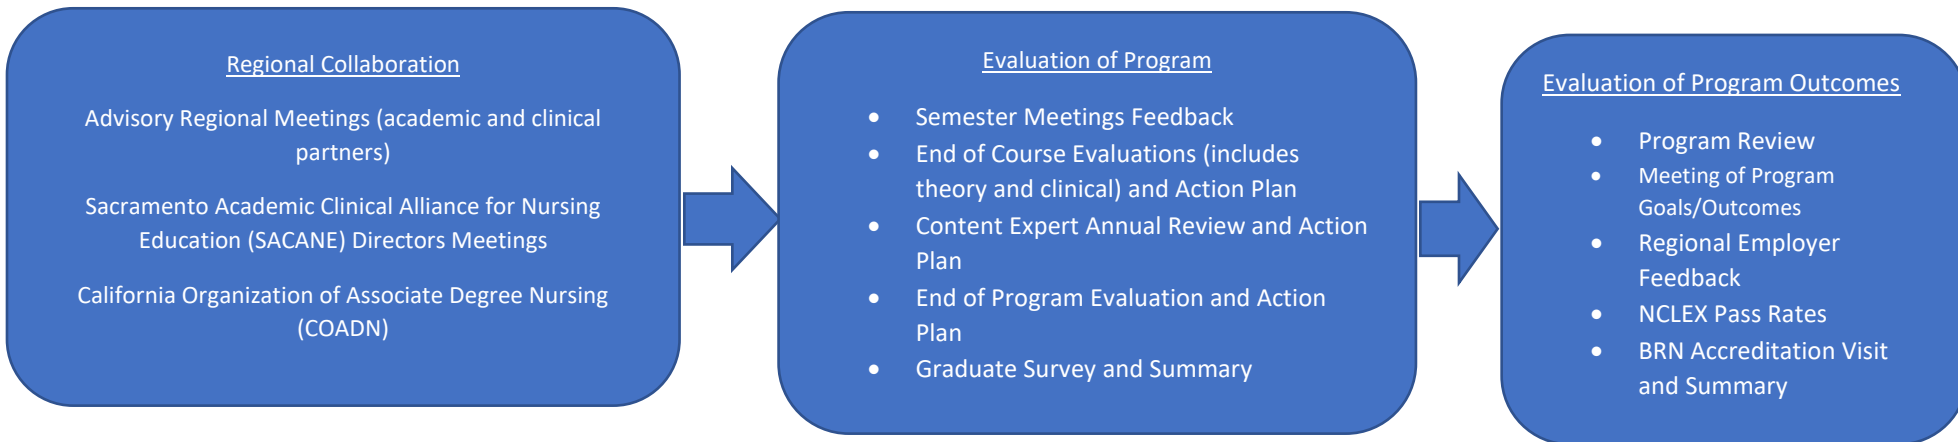 Regional Collaboration
Advisory Regional Meetings (academic and clinical
partners)
Sacramento Academic Clinical Alliance for Nursing
Education (SACANE) Directors Meetings
California Organization of Associate Degree Nursing
(COADN)
Evaluation of Program
• Semester Meetings Feedback
• End of Course Evaluations (includes
theory and clinical) and Action Plan
• Content Expert Annual Review and Action
Plan
• End of Program Evaluation and Action
Plan
• Graduate Survey and Summary
Evaluation of Program Outcomes
• Program Review
• Meeting of Program
Goals/Outcomes
• Regional Employer
Feedback
• NCLEX Pass Rates
• BRN Accreditation Visit
and Summary